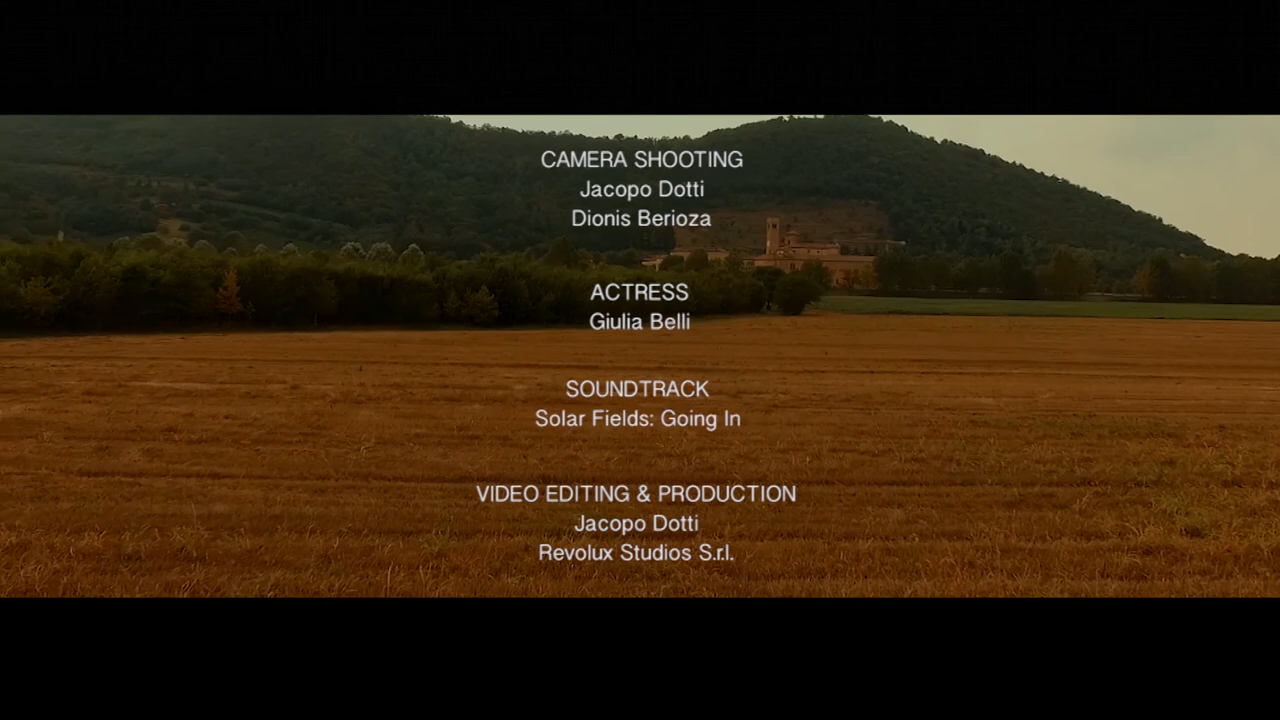 CAMERA SHOOTING
Jacopo Dotti
Dionis Berioza
ACTRESS
Giulia Belli
SOUNDTRACK
Solar Fields: Going In
VIDEO EDITING & PRODUCTION
Jacopo Dotti
Revolux Studios S.r.l.